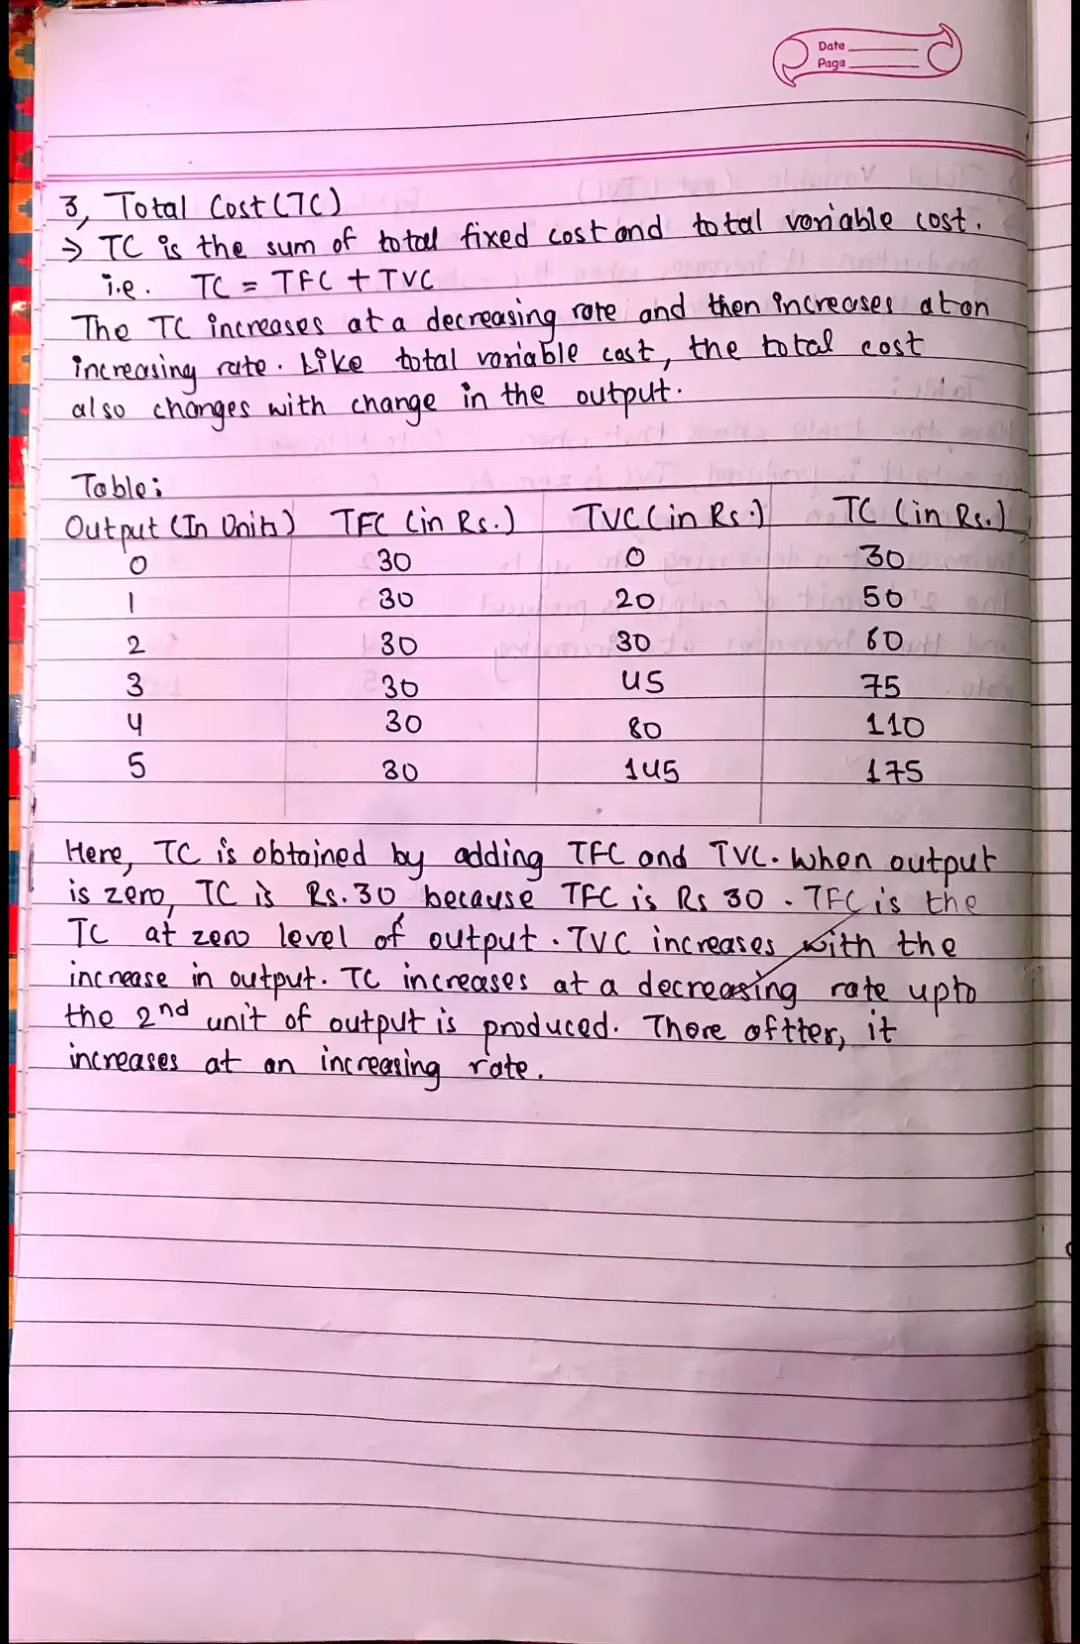 Date
Page
3, Total Cost (TC)
→ TC is the sum of total fixed cost and total variable cost.
i.e. TC = TFC + TVC
The TC increases at a decreasing rate and then increases at an
increasing rate. Like total variable cost, the total cost
also changes with change in the output.
Table:
Output (In Units) TFC (in Rs.) TVC (in Rs.) TC (in Rs.)
0 30 0 30
1 30 20 50
2 30 30 60
3 30 45 75
4 30 80 110
5 30 145 175
Here, TC is obtained by adding TFC and TVC. When output
is zero, TC is Rs. 30 because TFC is Rs 30. TFC is the
TC at zero level of output. TVC increases with the
increase in output. TC increases at a decreasing rate upto
the 2nd unit of output is produced. There aftter, it
increases at an increasing rate.